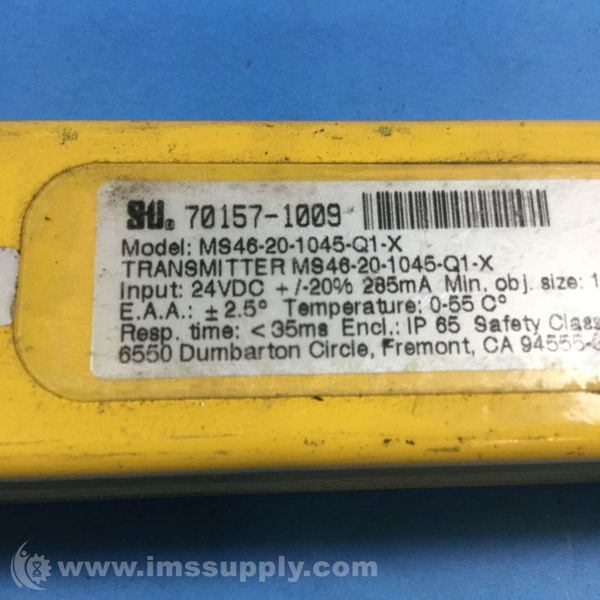 STI® 70157-1009
Model: MS46-20-1045-Q1-X
TRANSMITTER MS46-20-1045-Q1-X
Input: 24VDC +/-20% 285mA Min. obj. size: 1
E.A.A.: ± 2.5° Temperature: 0-55 C°
Resp. time: < 35ms Encl.: IP 65 Safety Class
6550 Dumbarton Circle, Fremont, CA 94555-
www.imssupply.com